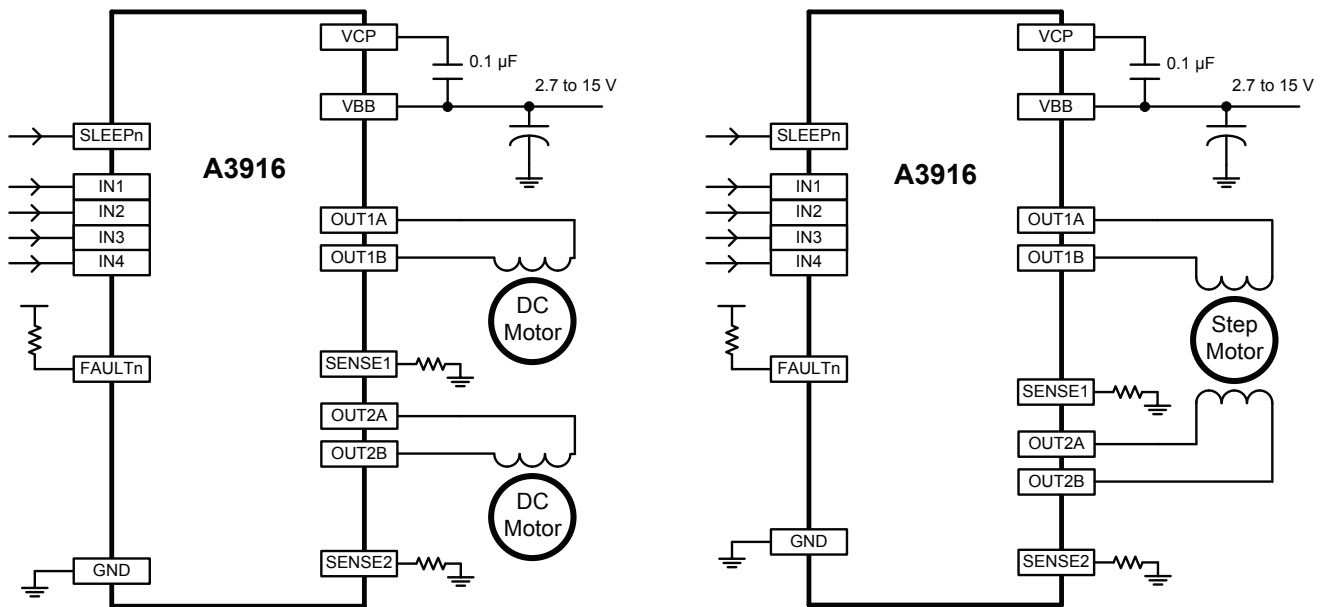 VCP
0.1 µF
2.7 to 15 V
VBB
SLEEPn
A3916
IN1
IN2
IN3
IN4
OUT1A
OUT1B
DC
Motor
FAULTn
SENSE1
OUT2A
OUT2B
DC
Motor
GND
SENSE2
VCP
0.1 µF
2.7 to 15 V
VBB
SLEEPn
A3916
IN1
IN2
IN3
IN4
OUT1A
OUT1B
Step
Motor
FAULTn
SENSE1
OUT2A
OUT2B
GND
SENSE2